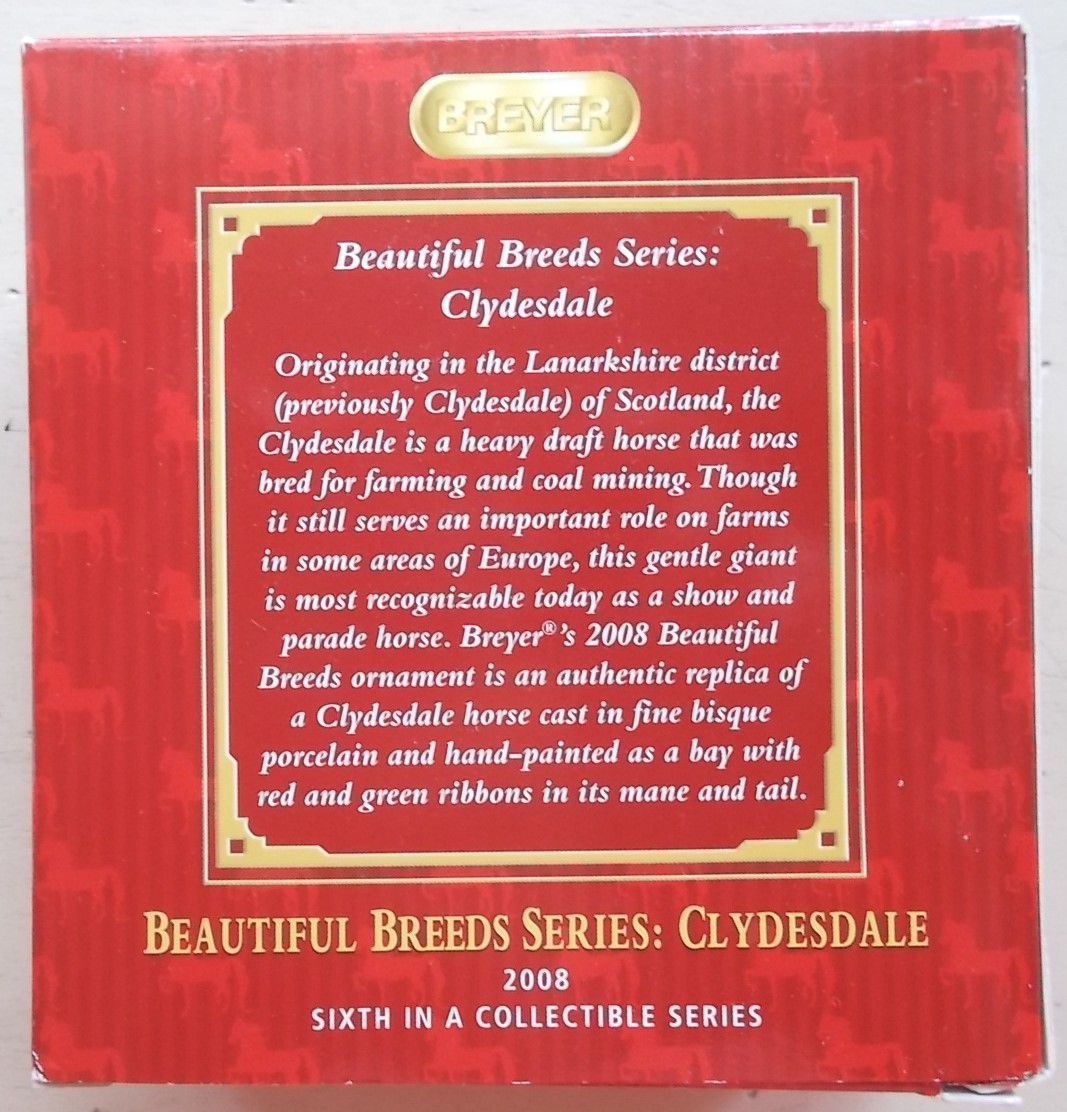 BREYER
Beautiful Breeds Series:
Clydesdale
Originating in the Lanarkshire district
(previously Clydesdale) of Scotland, the
Clydesdale is a heavy draft horse that was
bred for farming and coal mining. Though
it still serves an important role on farms
in some areas of Europe, this gentle giant
is most recognizable today as a show and
parade horse. Breyer®'s 2008 Beautiful
Breeds ornament is an authentic replica of
a Clydesdale horse cast in fine bisque
porcelain and hand-painted as a bay with
red and green ribbons in its mane and tail.
BEAUTIFUL BREEDS SERIES: CLYDESDALE
2008
SIXTH IN A COLLECTIBLE SERIES